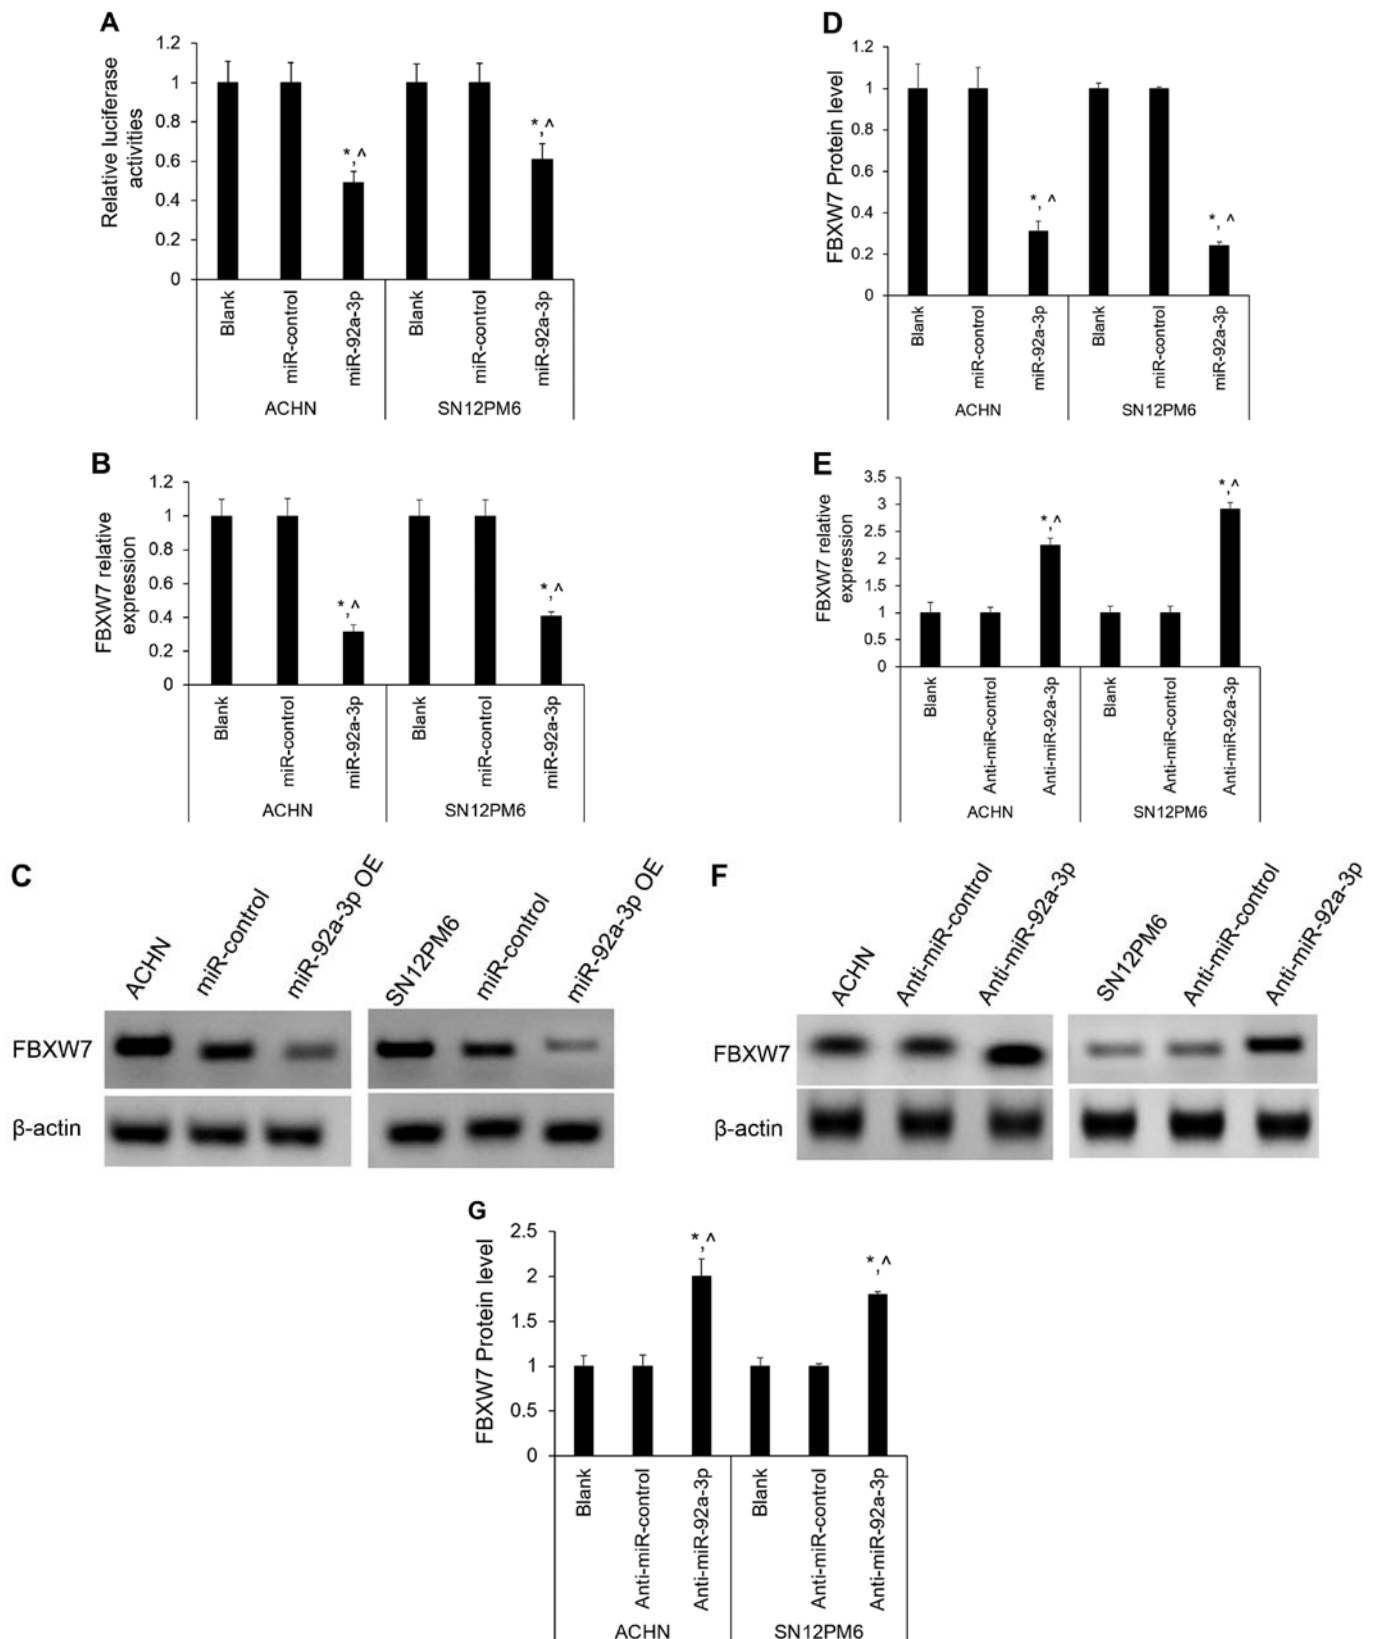 A
Relative luciferase
activities
1.2
1
0.8
0.6
0.4
0.2
0
*,^
*,^
Blank
miR-control
miR-92a-3p
Blank
miR-control
miR-92a-3p
ACHN
SN12PM6
D
FBXW7 Protein level
1.2
1
0.8
0.6
0.4
0.2
0
*, ^
*, ^
Blank
miR-control
miR-92a-3p
Blank
miR-control
miR-92a-3p
ACHN
SN12PM6
B
FBXW7 relative
expression
1.2
1
0.8
0.6
0.4
0.2
0
*,^
*,^
Blank
miR-control
miR-92a-3p
Blank
miR-control
miR-92a-3p
ACHN
SN12PM6
E
FBXW7 relative
expression
3.5
3
2.5
2
1.5
1
0.5
0
*,^
*,^
Blank
Anti-miR-control
Anti-miR-92a-3p
Blank
Anti-miR-control
Anti-miR-92a-3p
ACHN
SN12PM6
C
ACHN
miR-control
miR-92a-3p OE
SN12PM6
miR-control
miR-92a-3p OE
FBXW7
β-actin
F
ACHN
Anti-miR-control
Anti-miR-92a-3p
SN12PM6
Anti-miR-control
Anti-miR-92a-3p
FBXW7
β-actin
G
FBXW7 Protein level
2.5
2
1.5
1
0.5
0
*,^
*,^
Blank
Anti-miR-control
Anti-miR-92a-3p
Blank
Anti-miR-control
Anti-miR-92a-3p
ACHN
SN12PM6